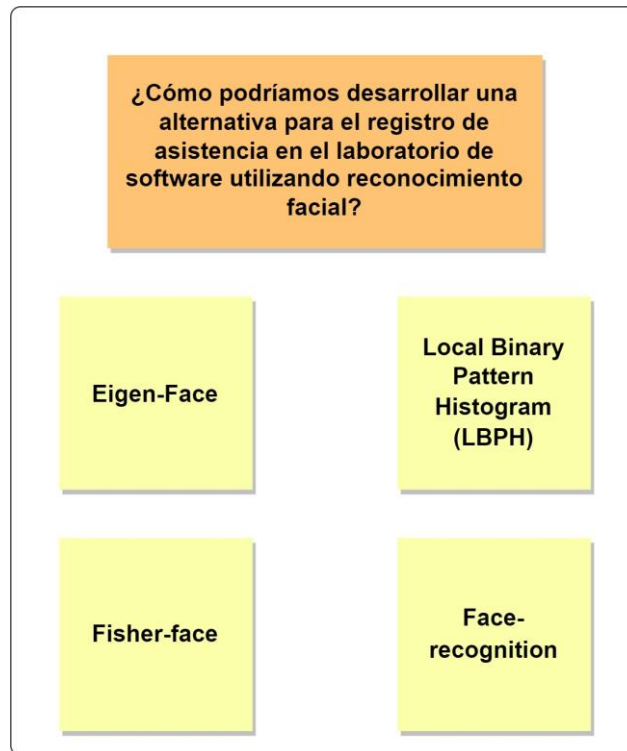 ¿Cómo podríamos desarrollar una
alternativa para el registro de
asistencia en el laboratorio de
software utilizando reconocimiento
facial?
Eigen-Face
Local Binary
Pattern
Histogram
(LBPH)
Fisher-face
Face-
recognition